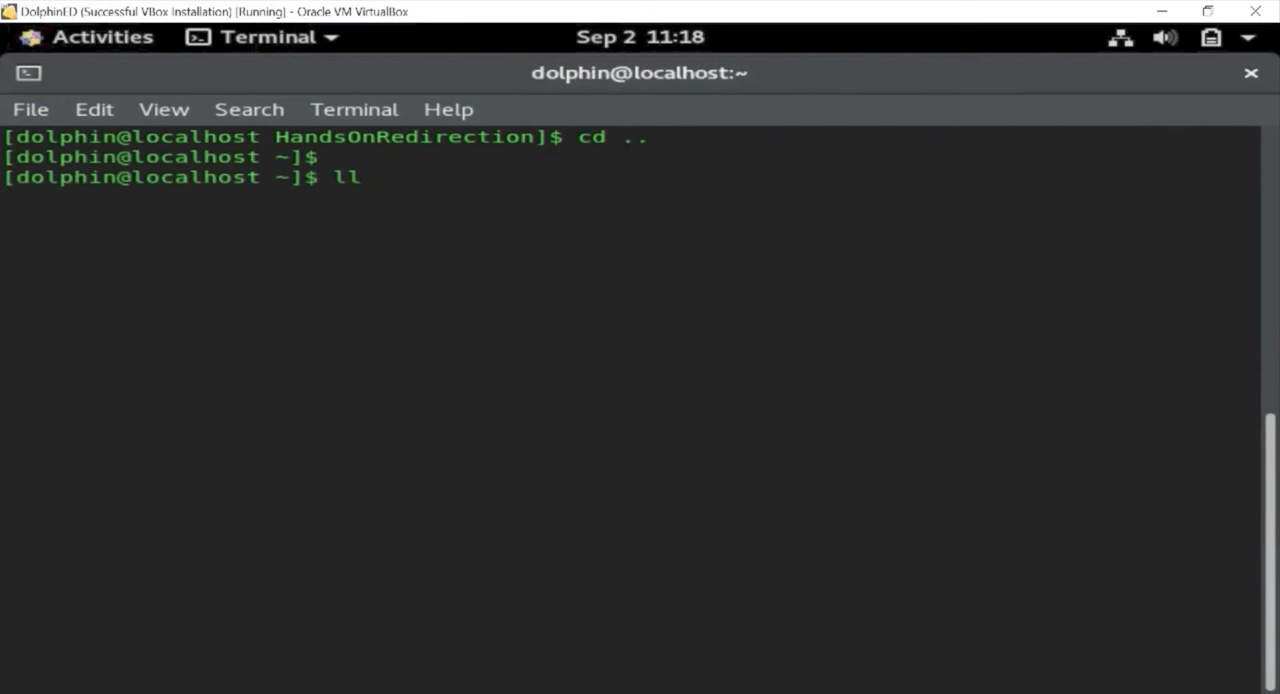 DolphinED (Successful VBox Installation) [Running] - Oracle VM VirtualBox
Activities Terminal Sep 2 11:18
dolphin@localhost:~
File Edit View Search Terminal Help
[dolphin@localhost HandsOnRedirection]$ cd ..
[dolphin@localhost ~]$
[dolphin@localhost ~]$ ll